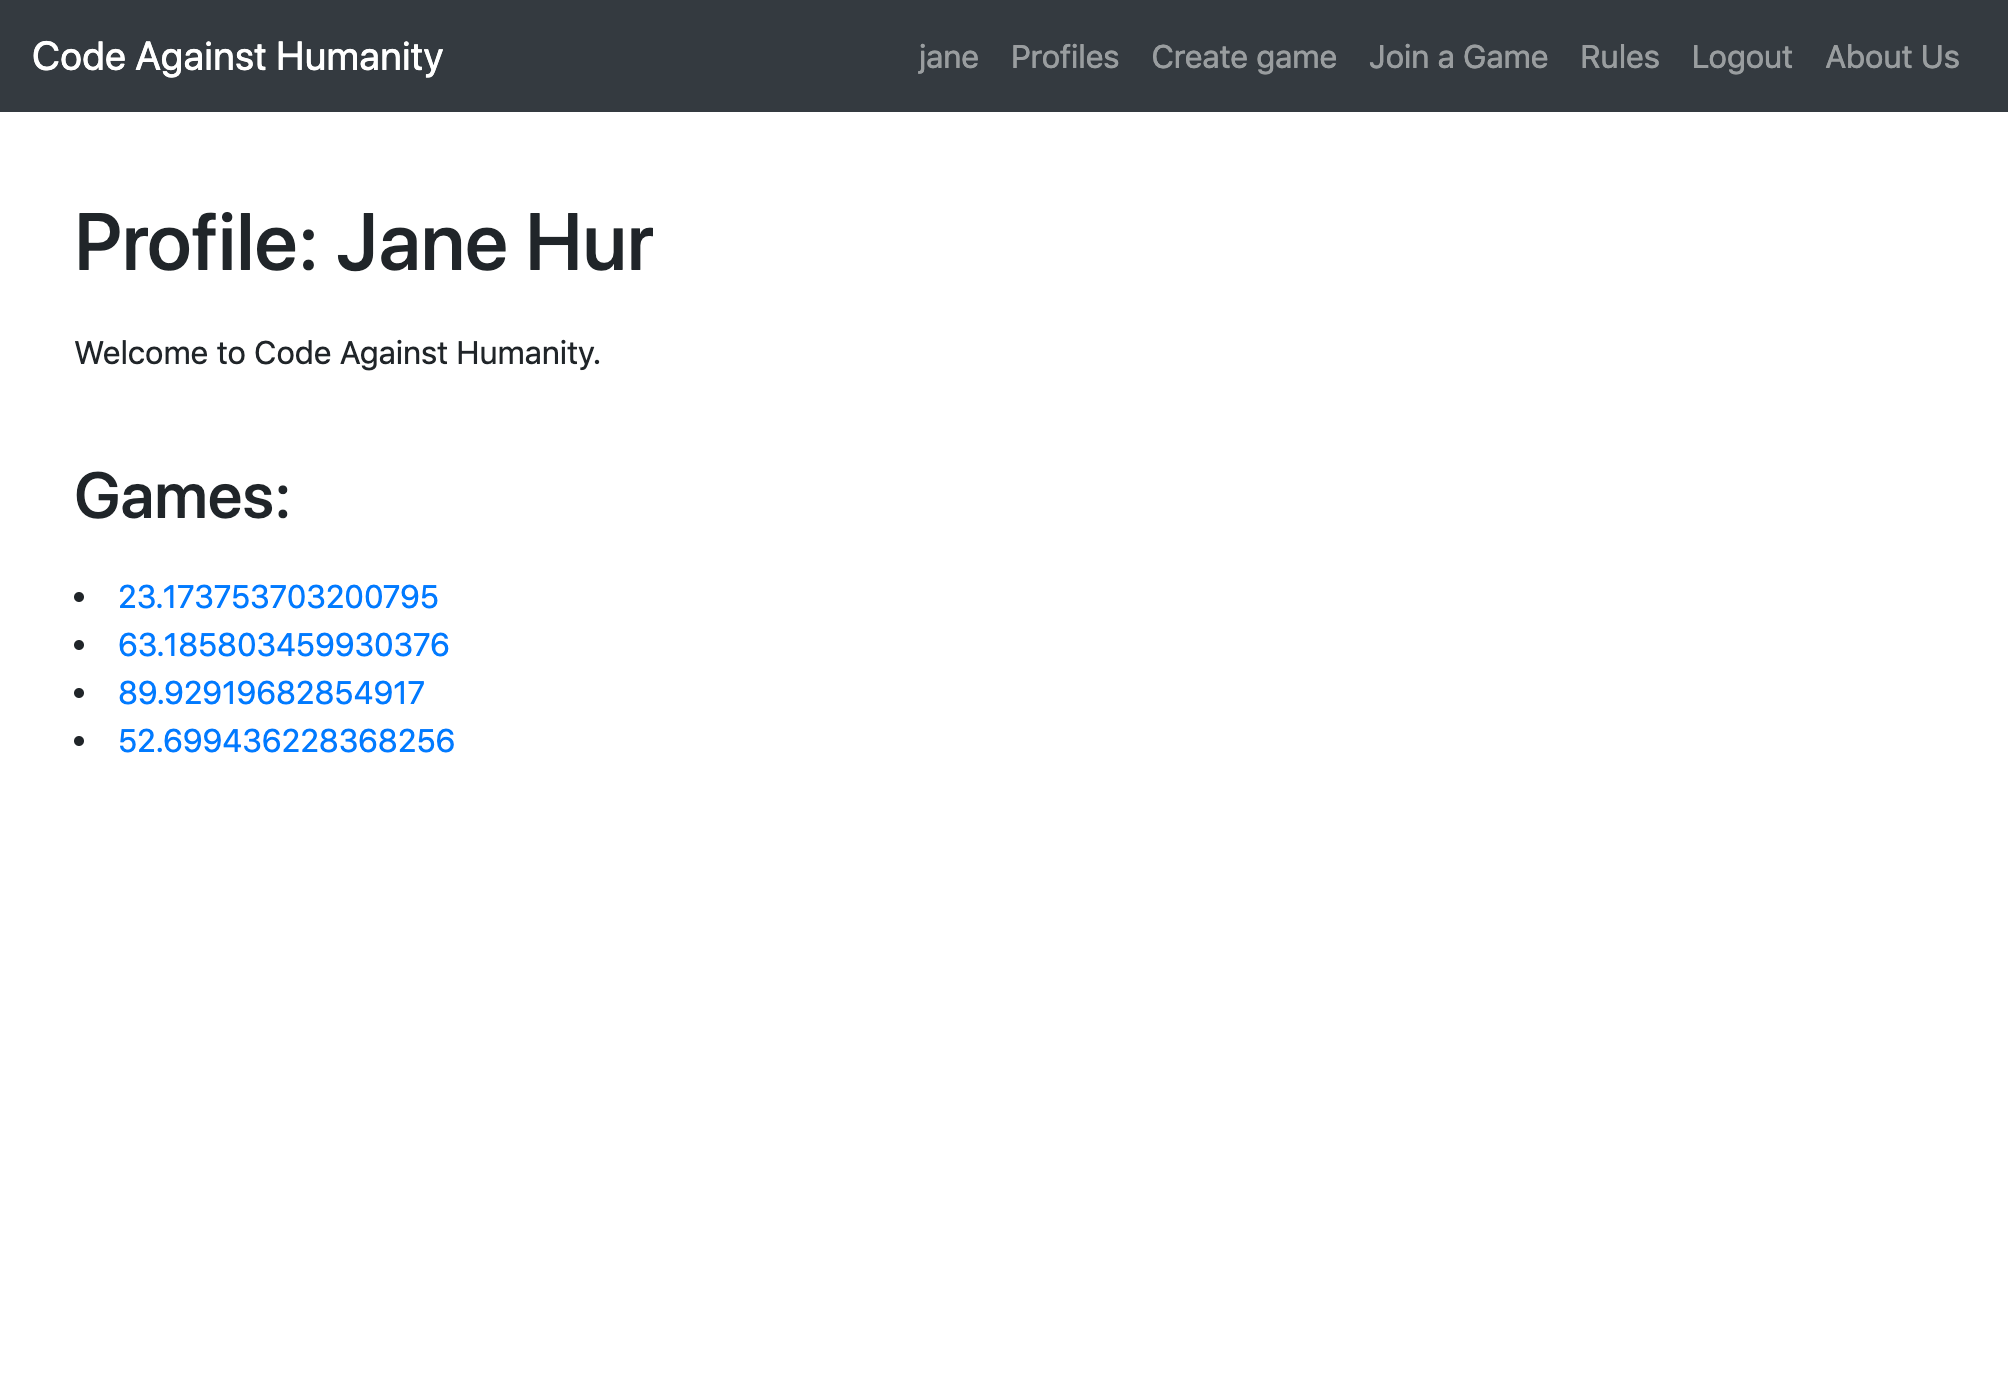 Code Against Humanity jane Profiles Create game Join a Game Rules Logout About Us
Profile: Jane Hur
Welcome to Code Against Humanity.
Games:
23.173753703200795
63.185803459930376
89.92919682854917
52.699436228368256